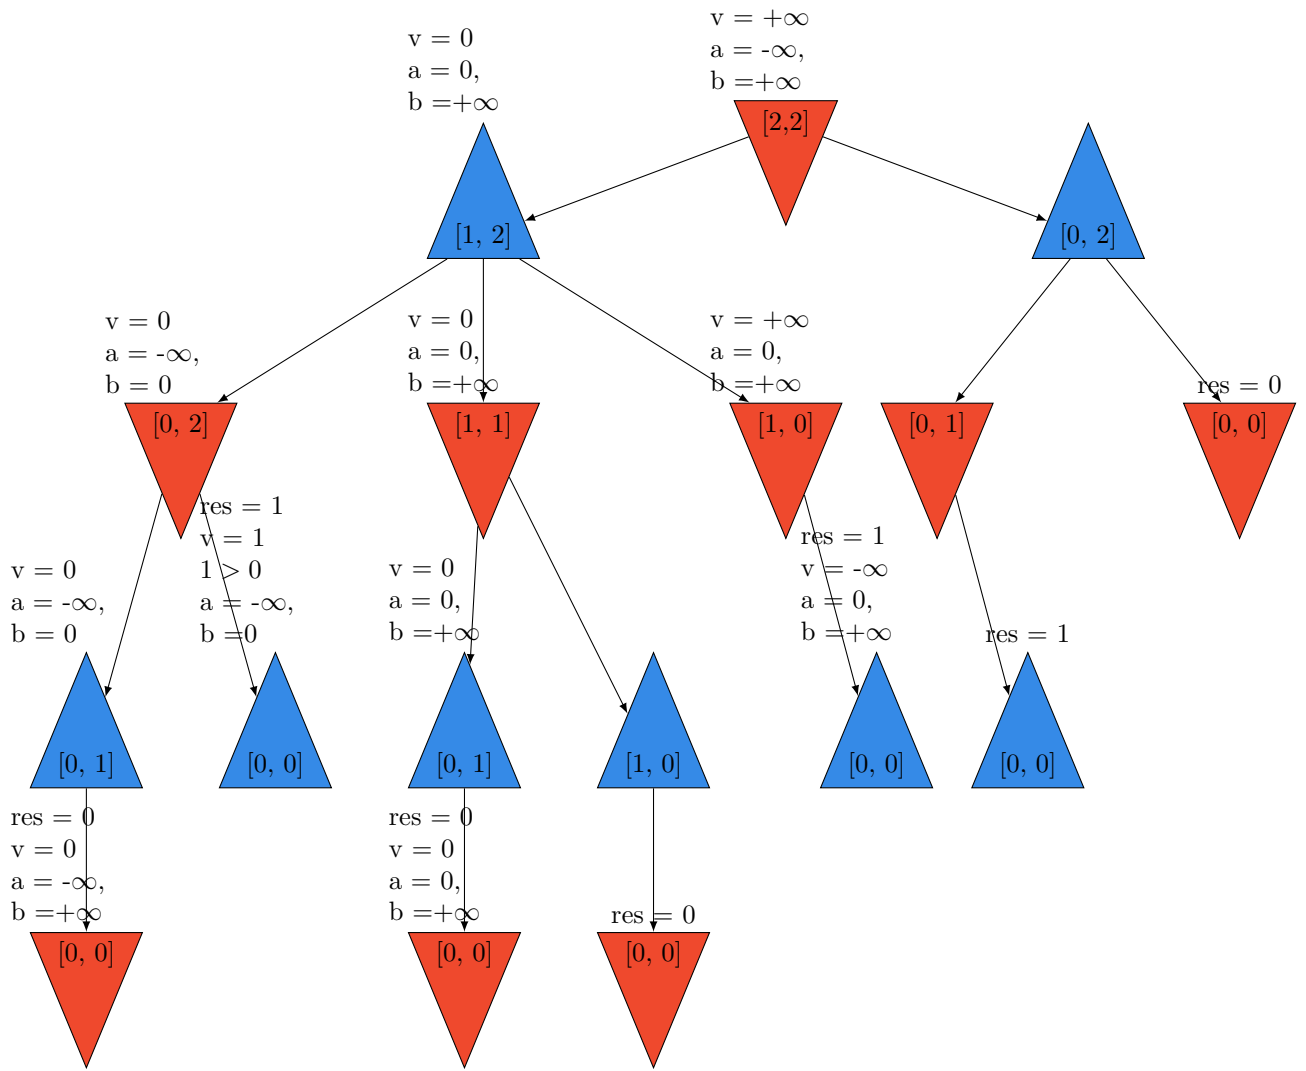 v = +∞
a = -∞,
b =+∞
[2,2]
v = 0
a = 0,
b =+∞
[1, 2]
[0, 2]
v = 0
a = -∞,
b = 0
[0, 2]
v = 0
a = 0,
b =+∞
[1, 1]
v = +∞
a = 0,
b =+∞
[1, 0]
[0, 1]
res = 0
[0, 0]
v = 0
a = -∞,
b = 0
[0, 1]
res = 1
v = 1
1 > 0
a = -∞,
b =0
[0, 0]
v = 0
a = 0,
b =+∞
[0, 1]
[1, 0]
res = 1
v = -∞
a = 0,
b =+∞
[0, 0]
res = 1
[0, 0]
res = 0
v = 0
a = -∞,
b =+∞
[0, 0]
res = 0
v = 0
a = 0,
b =+∞
[0, 0]
res = 0
[0, 0]